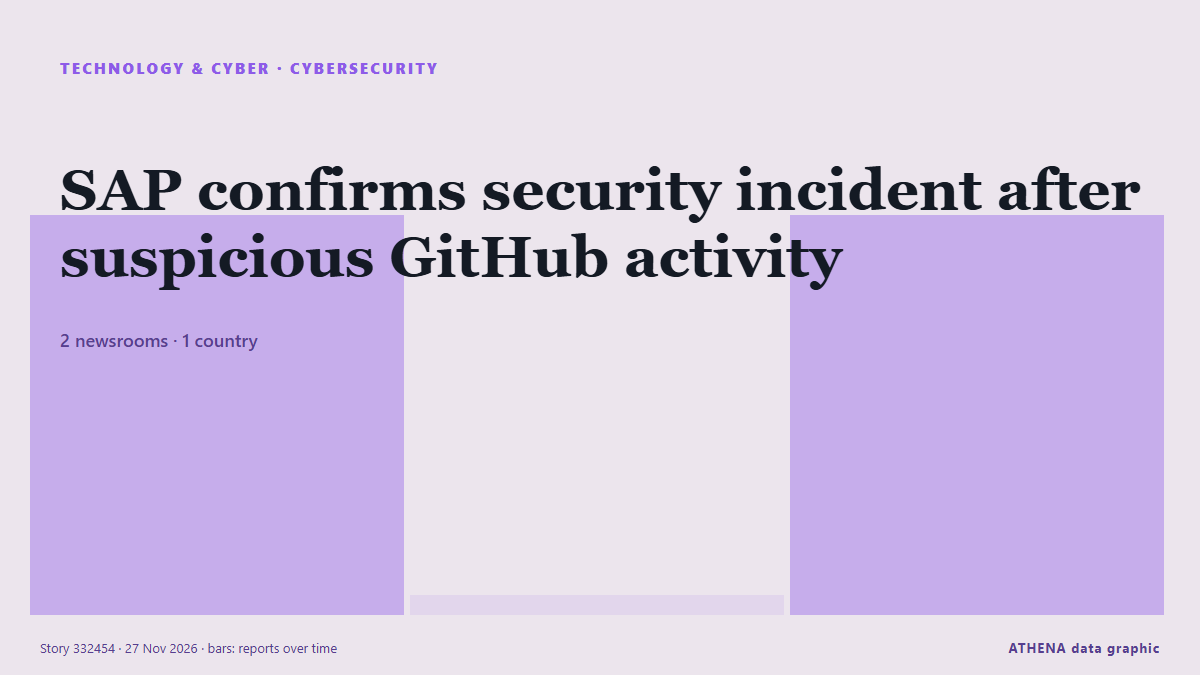 TECHNOLOGY & CYBER · CYBERSECURITY
SAP confirms security incident after
suspicious GitHub activity
2 newsrooms · 1 country
Story 332454 · 27 Nov 2026 · bars: reports over time
ATHENA data graphic